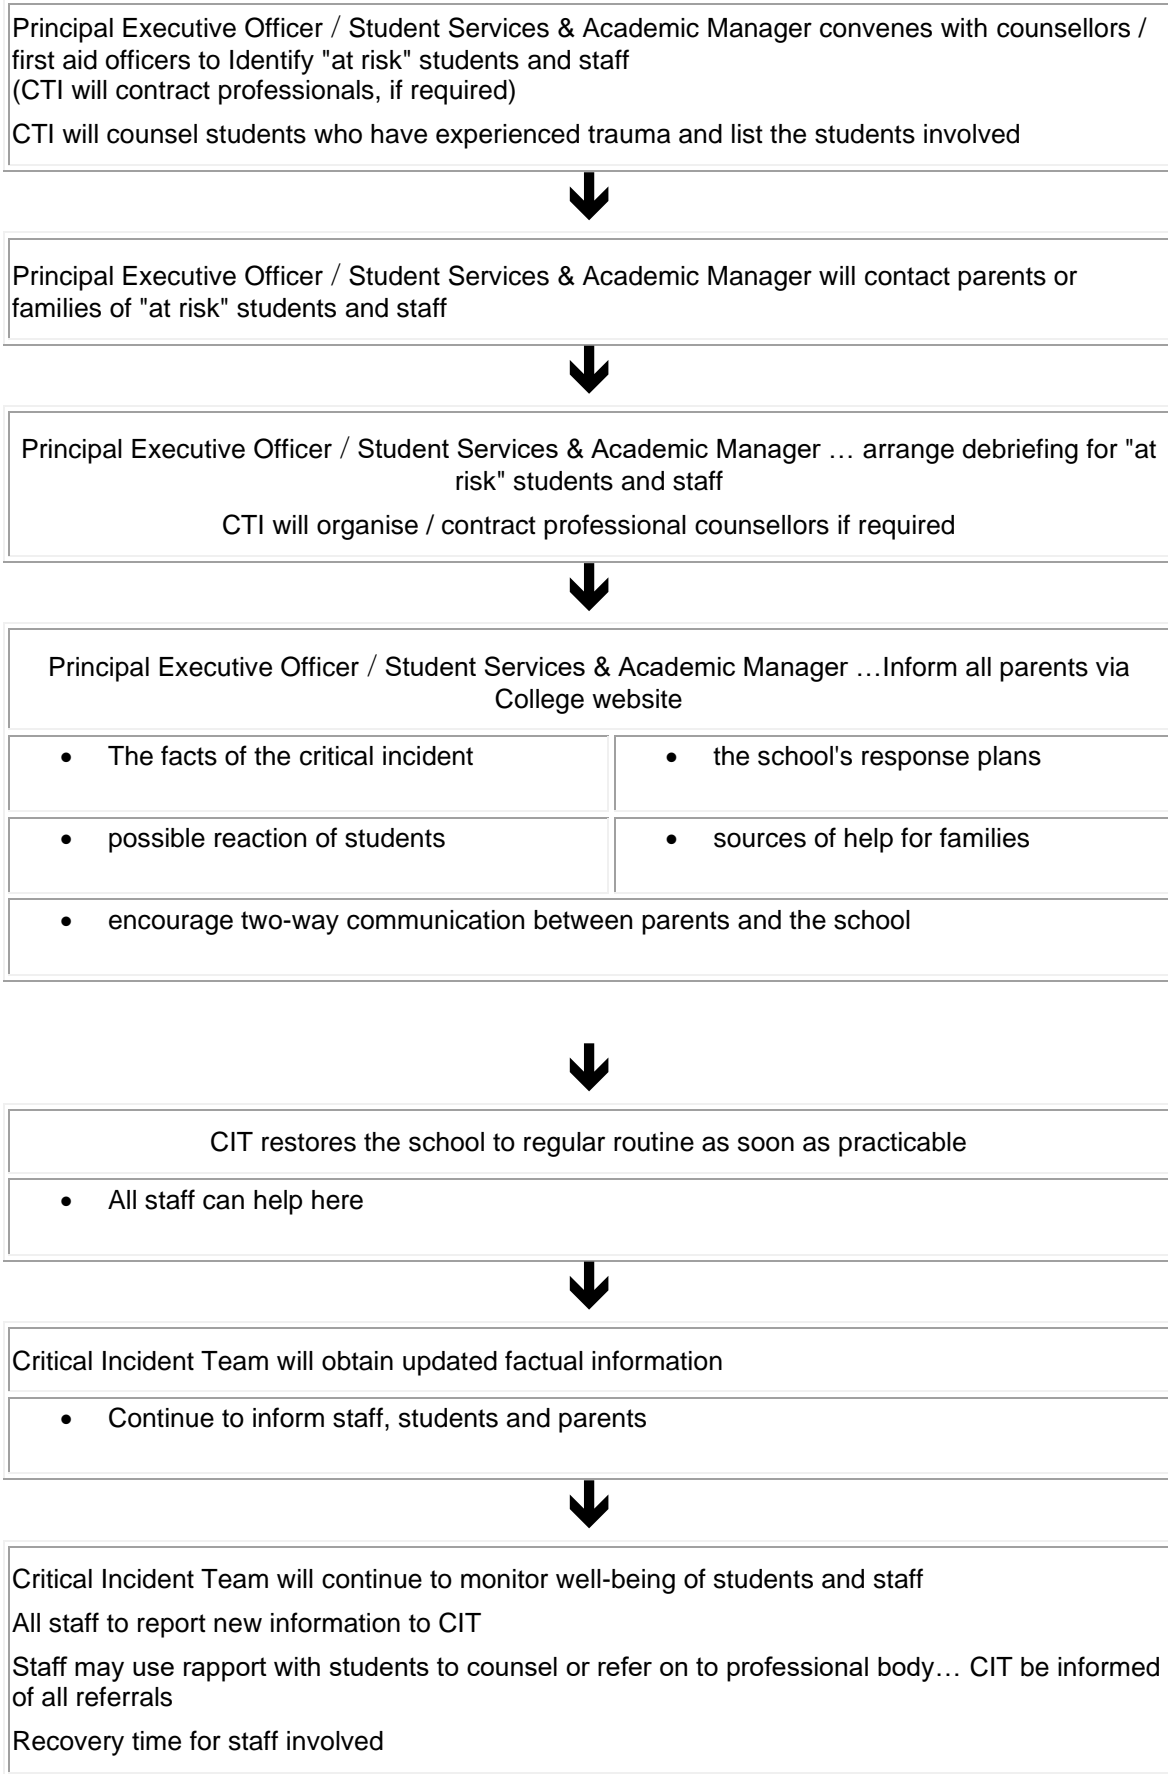 Principal Executive Officer / Student Services & Academic Manager convenes with counsellors /
first aid officers to Identify "at risk" students and staff
(CTI will contract professionals, if required)
CTI will counsel students who have experienced trauma and list the students involved
Principal Executive Officer / Student Services & Academic Manager will contact parents or
families of "at risk" students and staff
Principal Executive Officer / Student Services & Academic Manager … arrange debriefing for "at
risk" students and staff
CTI will organise / contract professional counsellors if required
Principal Executive Officer / Student Services & Academic Manager …Inform all parents via
College website
• The facts of the critical incident
• the school's response plans
• possible reaction of students
• sources of help for families
• encourage two-way communication between parents and the school
CIT restores the school to regular routine as soon as practicable
• All staff can help here
Critical Incident Team will obtain updated factual information
• Continue to inform staff, students and parents
Critical Incident Team will continue to monitor well-being of students and staff
All staff to report new information to CIT
Staff may use rapport with students to counsel or refer on to professional body… CIT be informed
of all referrals
Recovery time for staff involved